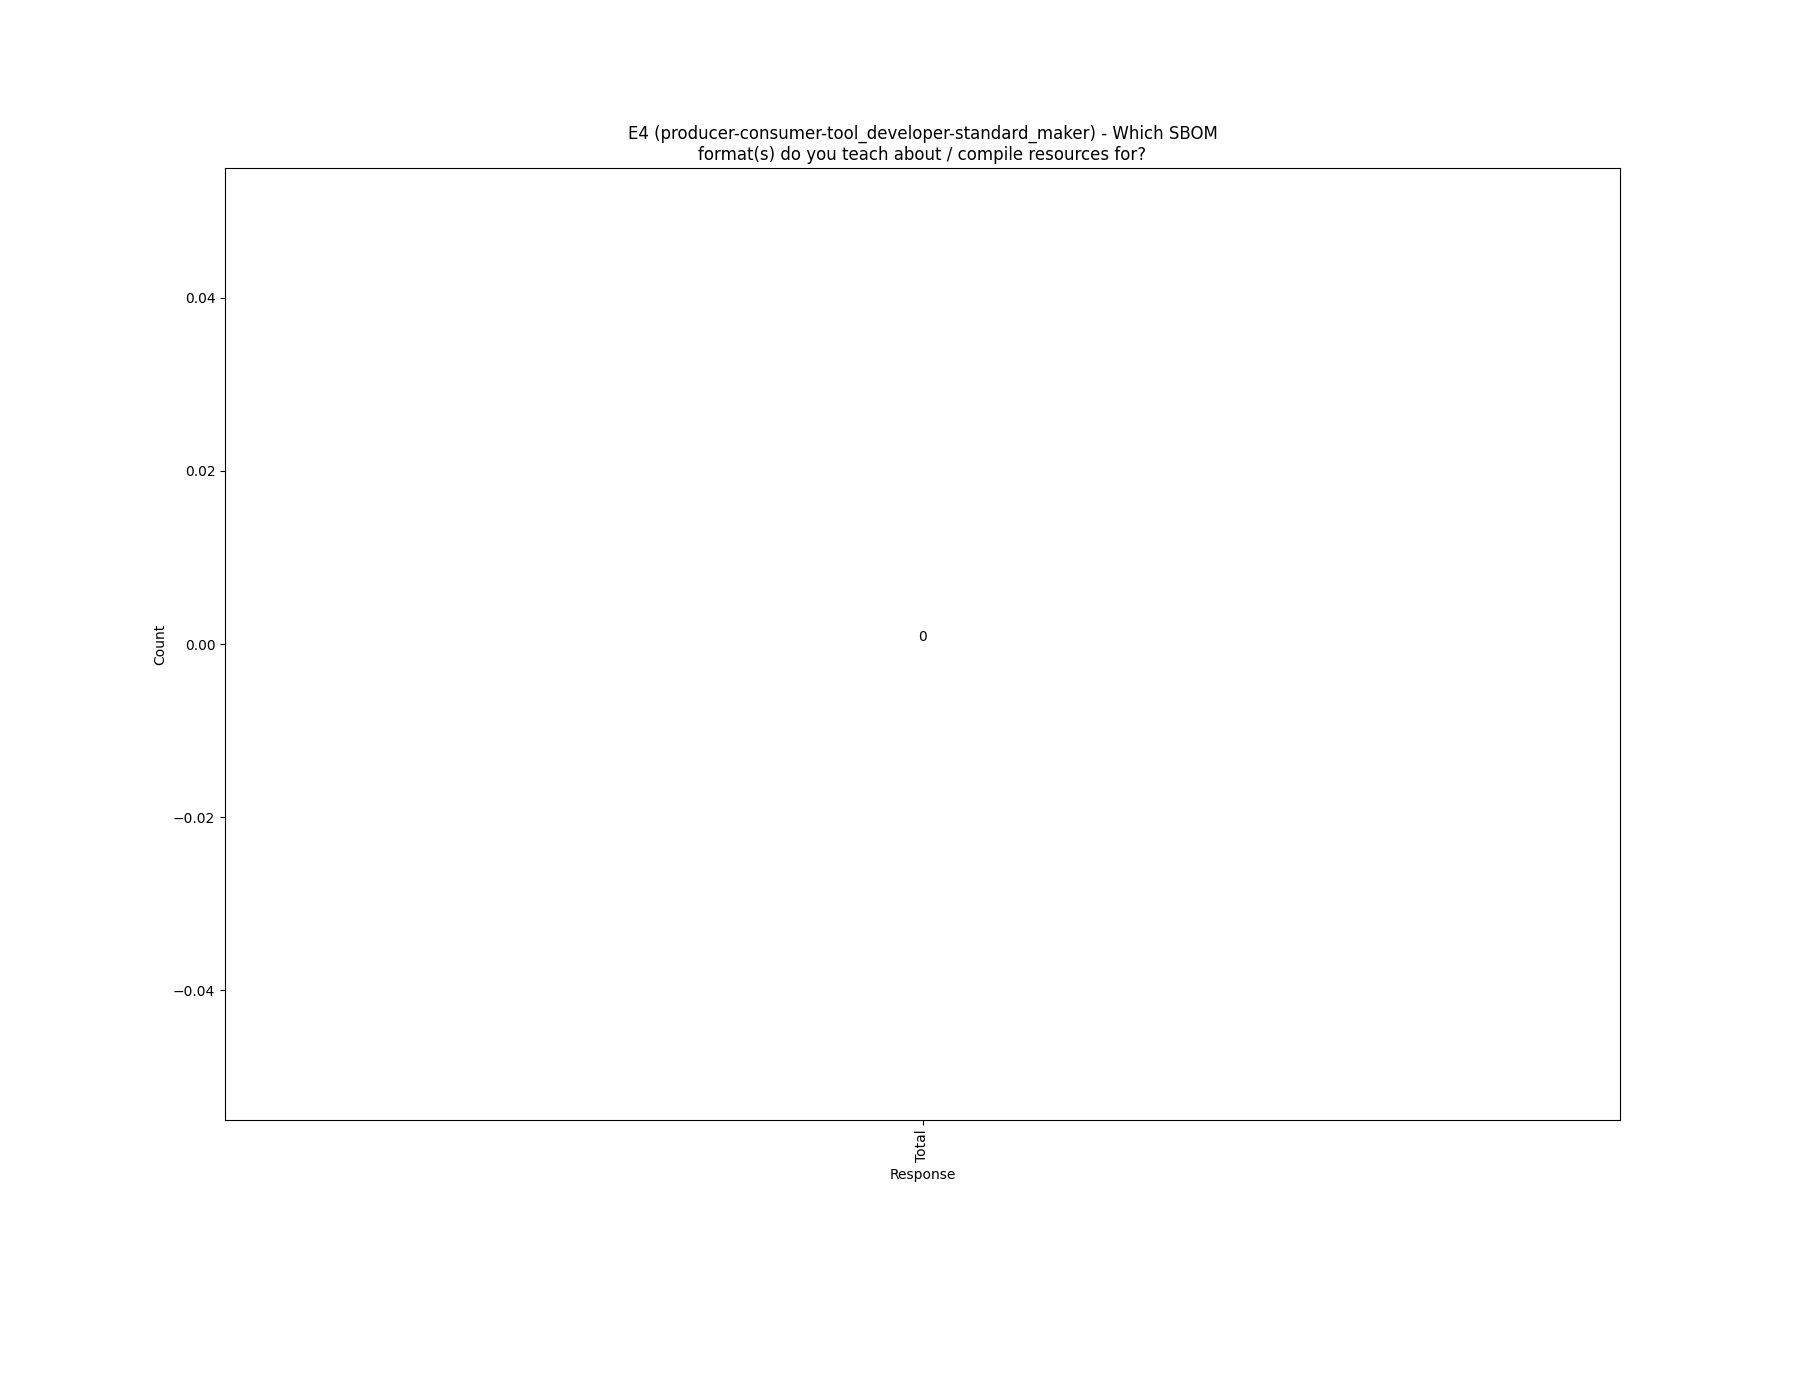 E4 (producer-consumer-tool_developer-standard_maker) - Which SBOM
format(s) do you teach about / compile resources for?
0.04
0.02
0.00
−0.02
−0.04
Count
0
Total
Response